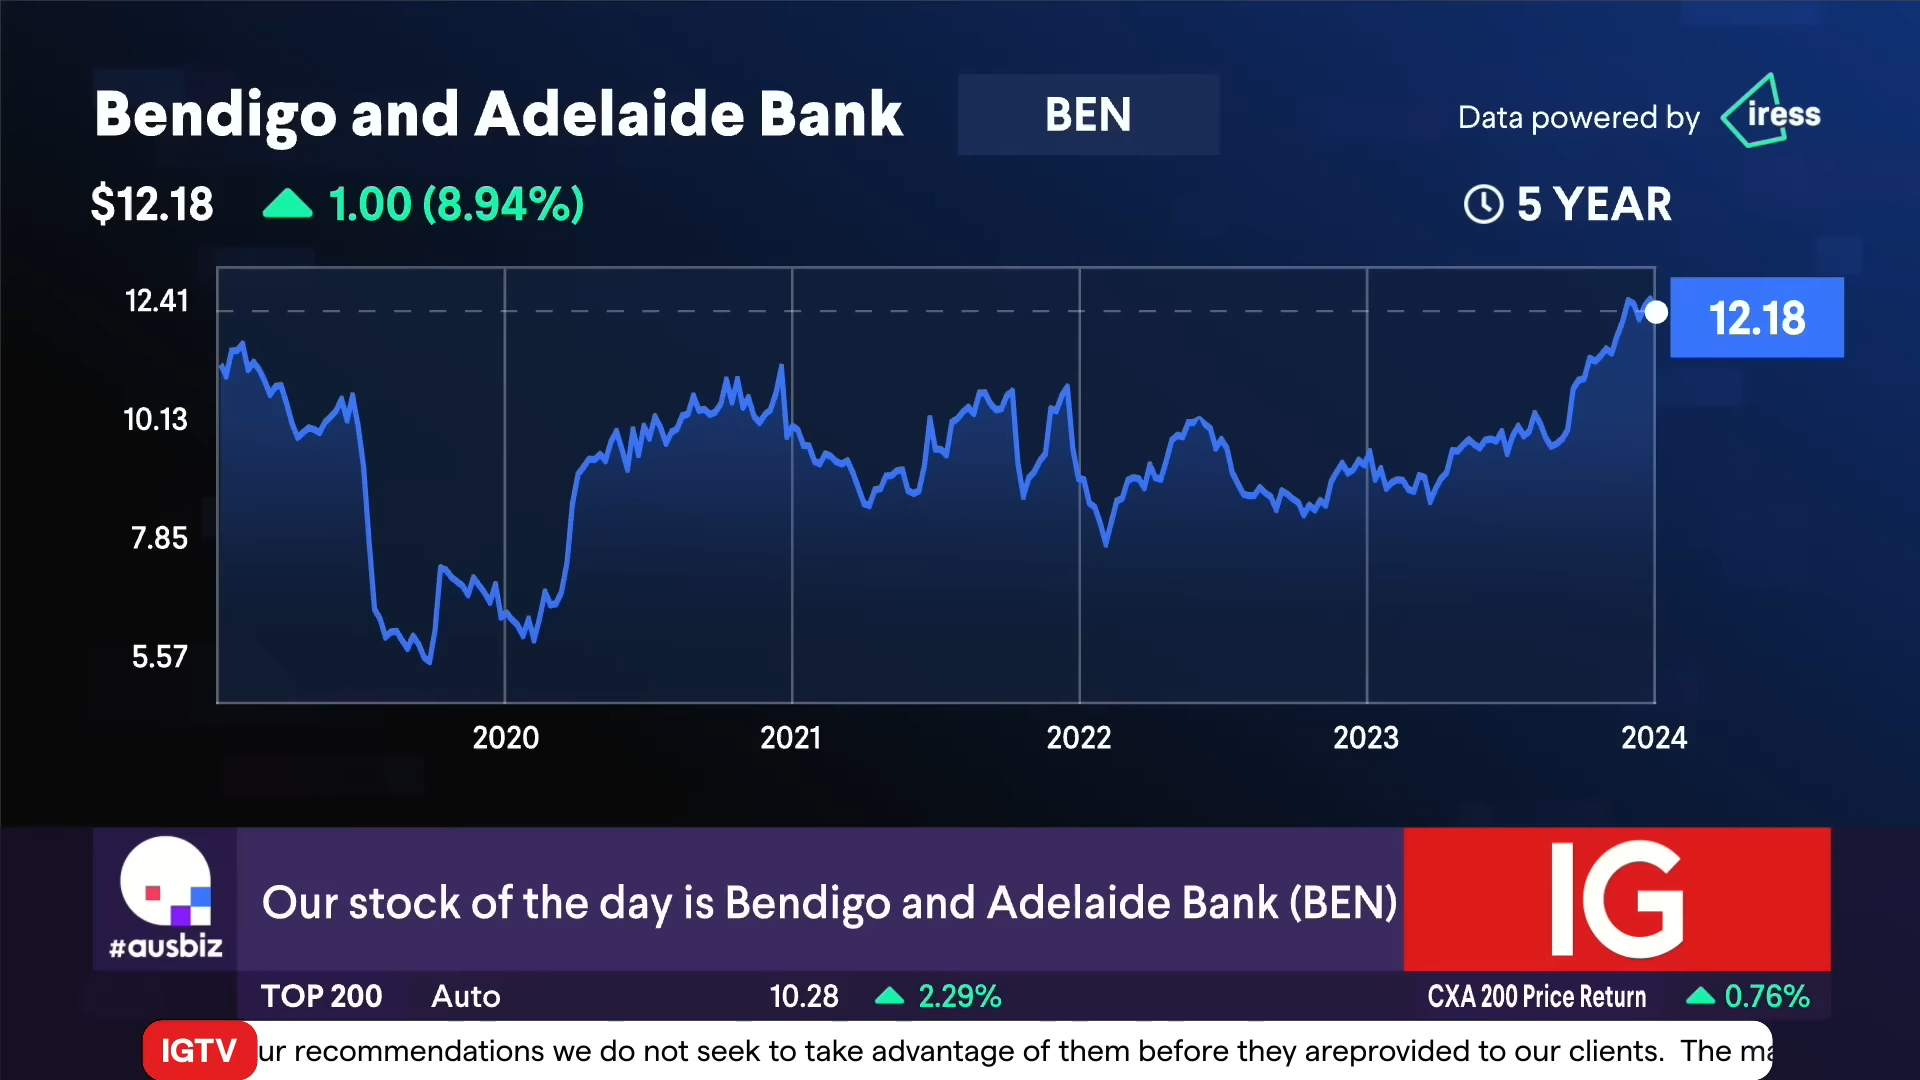 Bendigo and Adelaide Bank
BEN
Data powered by iress
$12.18 1.00 (8.94%)
5 YEAR
12.41
12.18
10.13
7.85
5.57
2020 2021 2022 2023 2024
#ausbiz
Our stock of the day is Bendigo and Adelaide Bank (BEN)
IG
TOP 200 Auto 10.28 2.29% CXA 200 Price Return 0.76%
IGTV ur recommendations we do not seek to take advantage of them before they areprovided to our clients. The ma